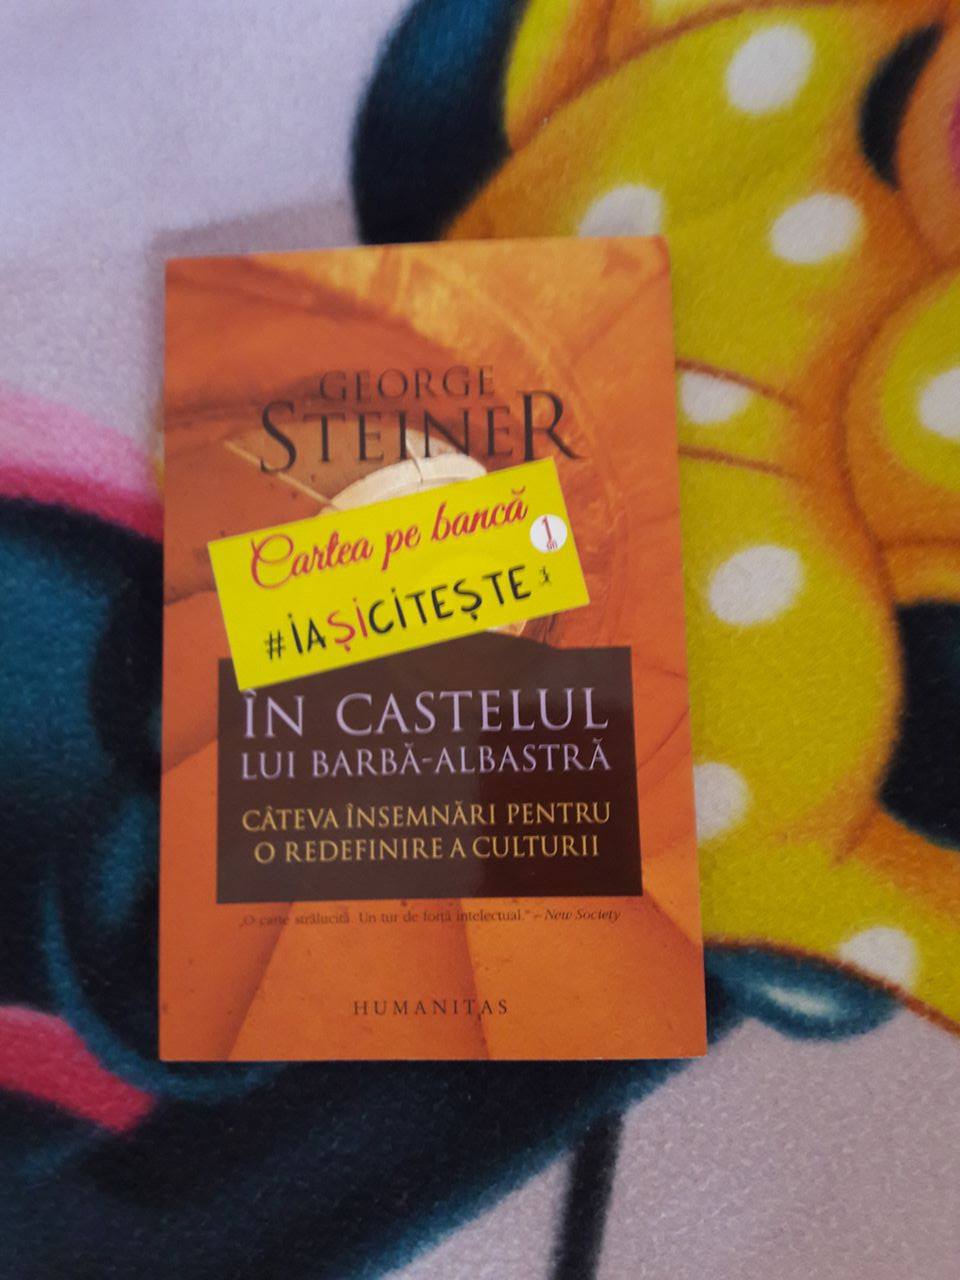 GEORGE
STEINER
Cartea pe bancă
1
#IAȘICITEȘTE
ÎN CASTELUL
LUI BARBĂ-ALBASTRĂ
CÂTEVA ÎNSEMNĂRI PENTRU
O REDEFINIRE A CULTURII
„O carte strălucită. Un tur de forță intelectual.” – New Society
HUMANITAS